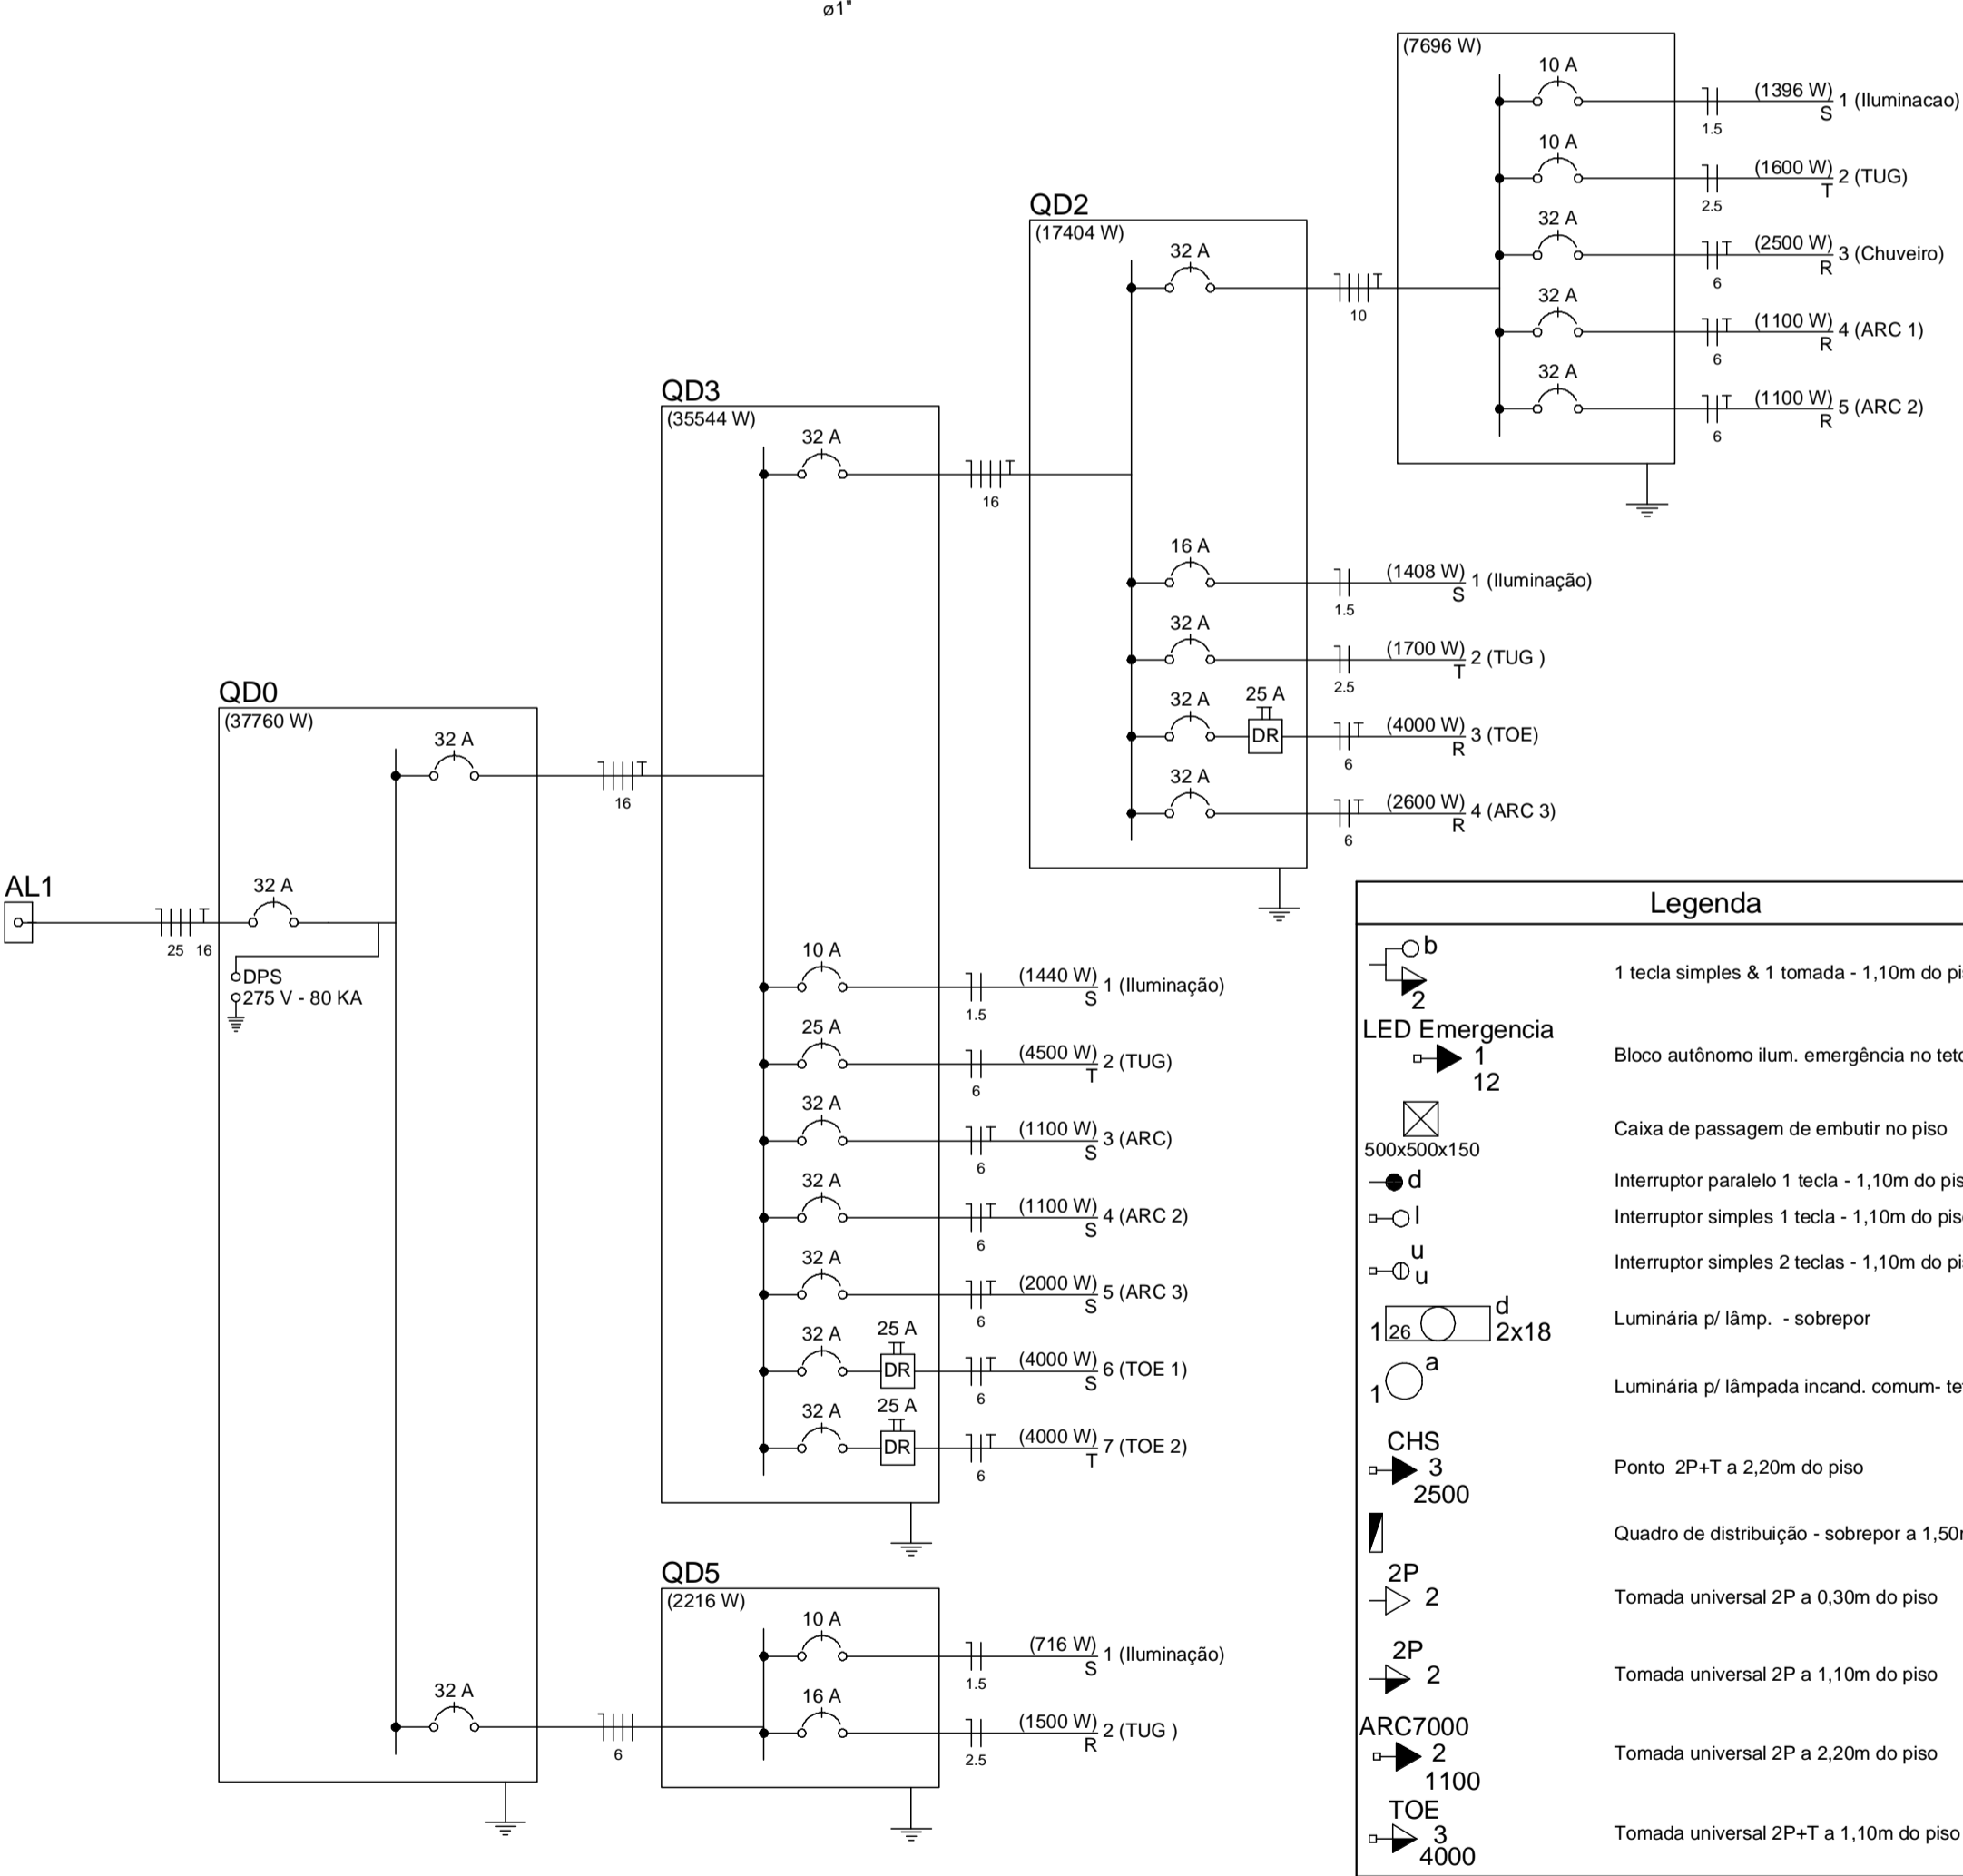 ø1"
(7696 W)
10 A
(1396 W)
S
1 (Iluminacao)
1.5
10 A
(1600 W)
T
2 (TUG)
2.5
32 A
(2500 W)
R
3 (Chuveiro)
6
32 A
(1100 W)
R
4 (ARC 1)
6
32 A
(1100 W)
R
5 (ARC 2)
6
QD2
(17404 W)
32 A
10
16 A
(1408 W)
S
1 (Iluminação)
1.5
32 A
(1700 W)
T
2 (TUG )
2.5
32 A
25 A
DR
(4000 W)
R
3 (TOE)
6
32 A
(2600 W)
R
4 (ARC 3)
6
QD3
(35544 W)
32 A
16
10 A
(1440 W)
S
1 (Iluminação)
1.5
25 A
(4500 W)
T
2 (TUG)
6
32 A
(1100 W)
S
3 (ARC)
6
32 A
(1100 W)
S
4 (ARC 2)
6
32 A
(2000 W)
S
5 (ARC 3)
6
32 A
25 A
DR
(4000 W)
S
6 (TOE 1)
6
32 A
25 A
DR
(4000 W)
T
7 (TOE 2)
6
QD0
(37760 W)
32 A
16
AL1
25 16
32 A
DPS
275 V - 80 KA
32 A
6
QD5
(2216 W)
10 A
(716 W)
S
1 (Iluminação)
1.5
16 A
(1500 W)
R
2 (TUG )
2.5
Legenda
b
2
1 tecla simples & 1 tomada - 1,10m do
LED Emergencia
1
12
Bloco autônomo ilum. emergência no
500x500x150
Caixa de passagem de embutir no piso
d
Interruptor paralelo 1 tecla - 1,10m do
l
Interruptor simples 1 tecla - 1,10m do
u
u
Interruptor simples 2 teclas - 1,10m do
1 26
d
2x18
Luminária p/ lâmp. - sobrepor
a
1
Luminária p/ lâmpada incand. comum-
CHS
3
2500
Ponto 2P+T a 2,20m do piso
Quadro de distribuição - sobrepor a
2P
2
Tomada universal 2P a 0,30m do piso
2P
2
Tomada universal 2P a 1,10m do piso
ARC7000
2
1100
Tomada universal 2P a 2,20m do piso
TOE
3
4000
Tomada universal 2P+T a 1,10m do piso